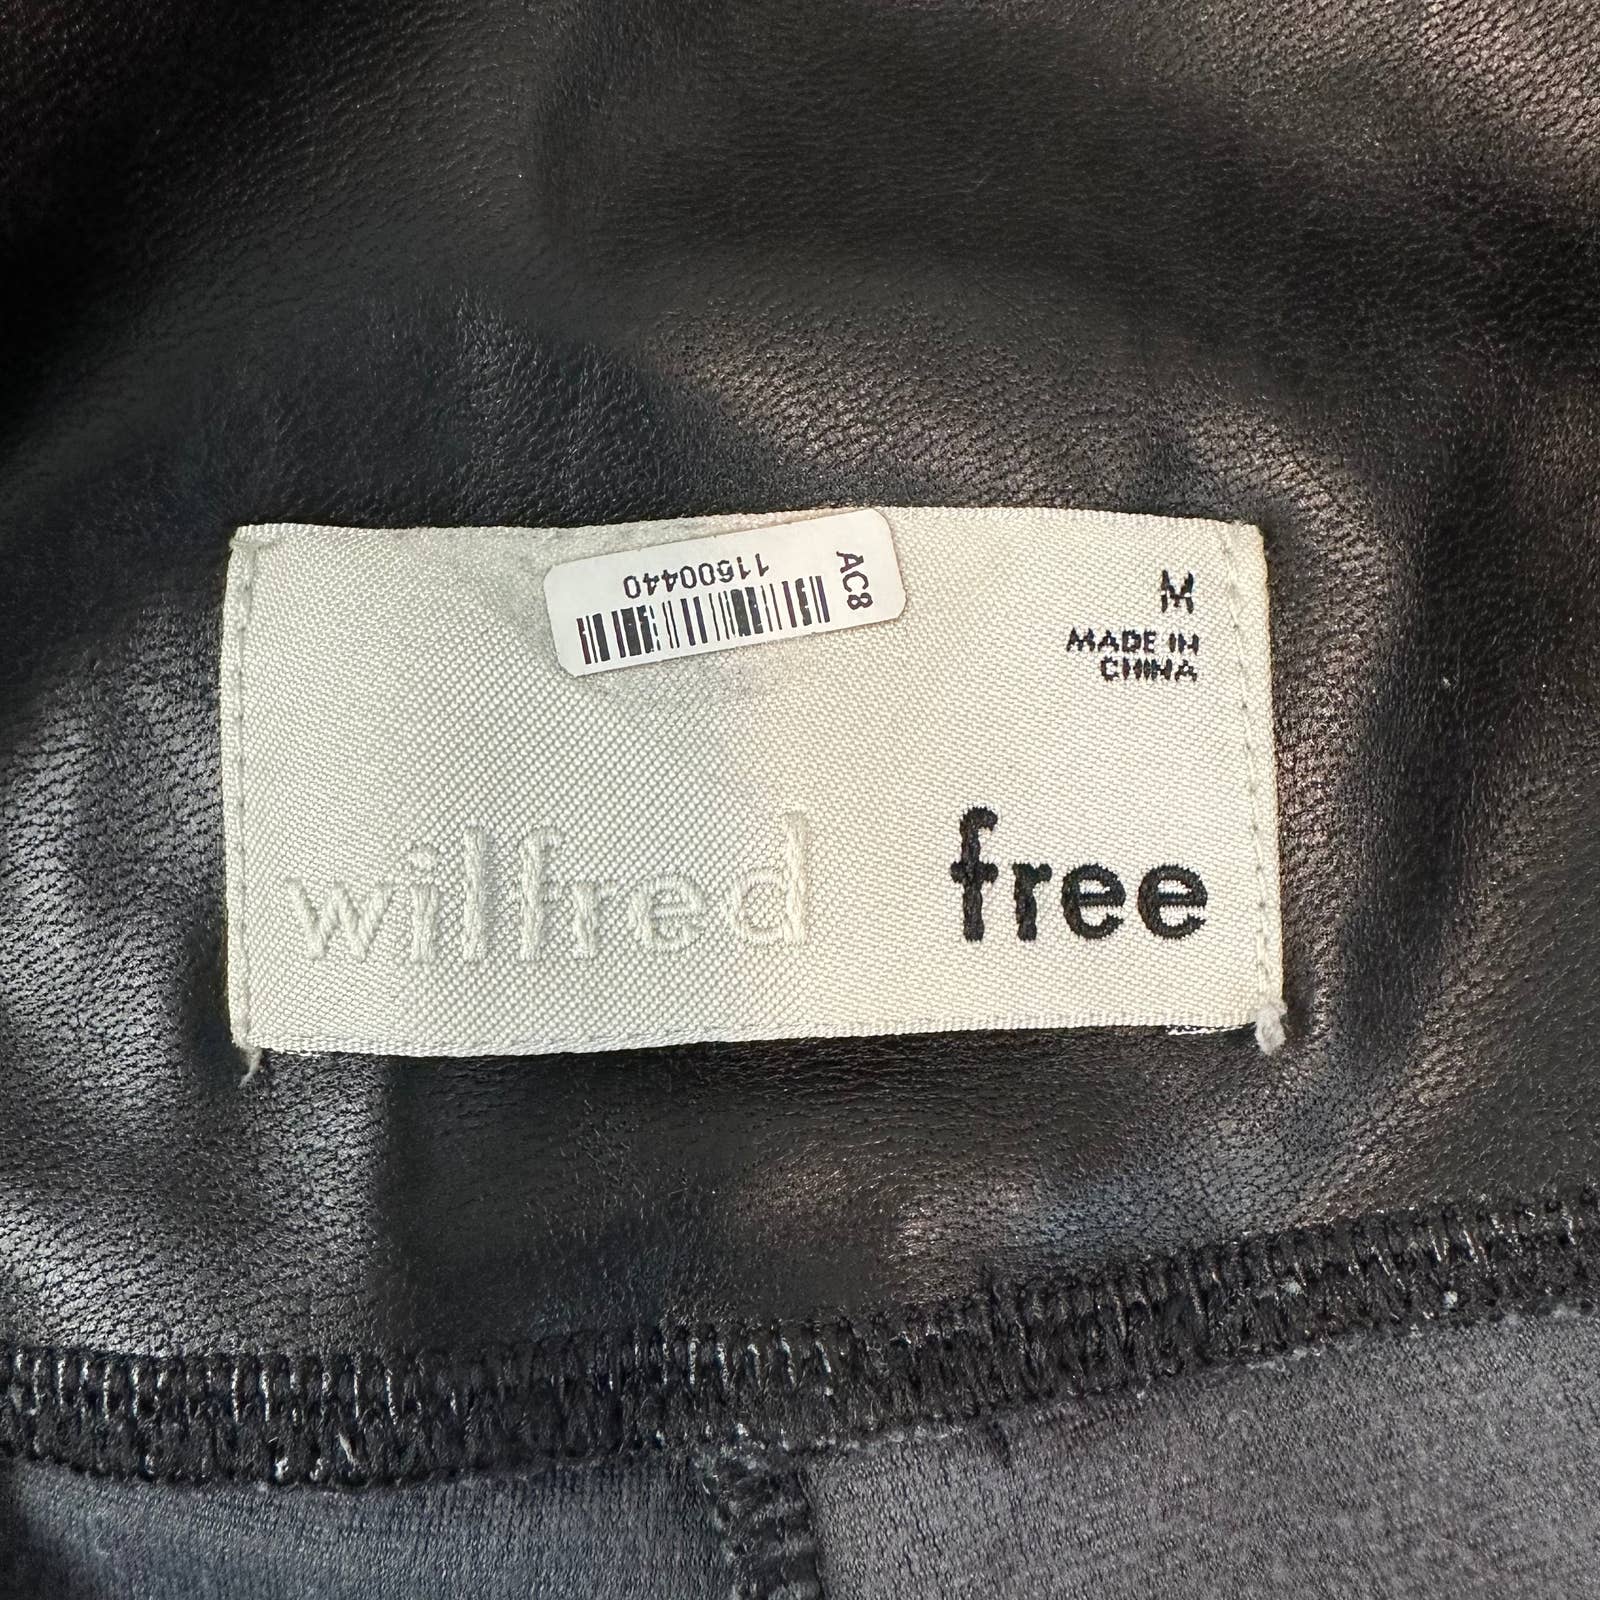 11500440
AC8
M
MADE IN
CHINA
wilfred free